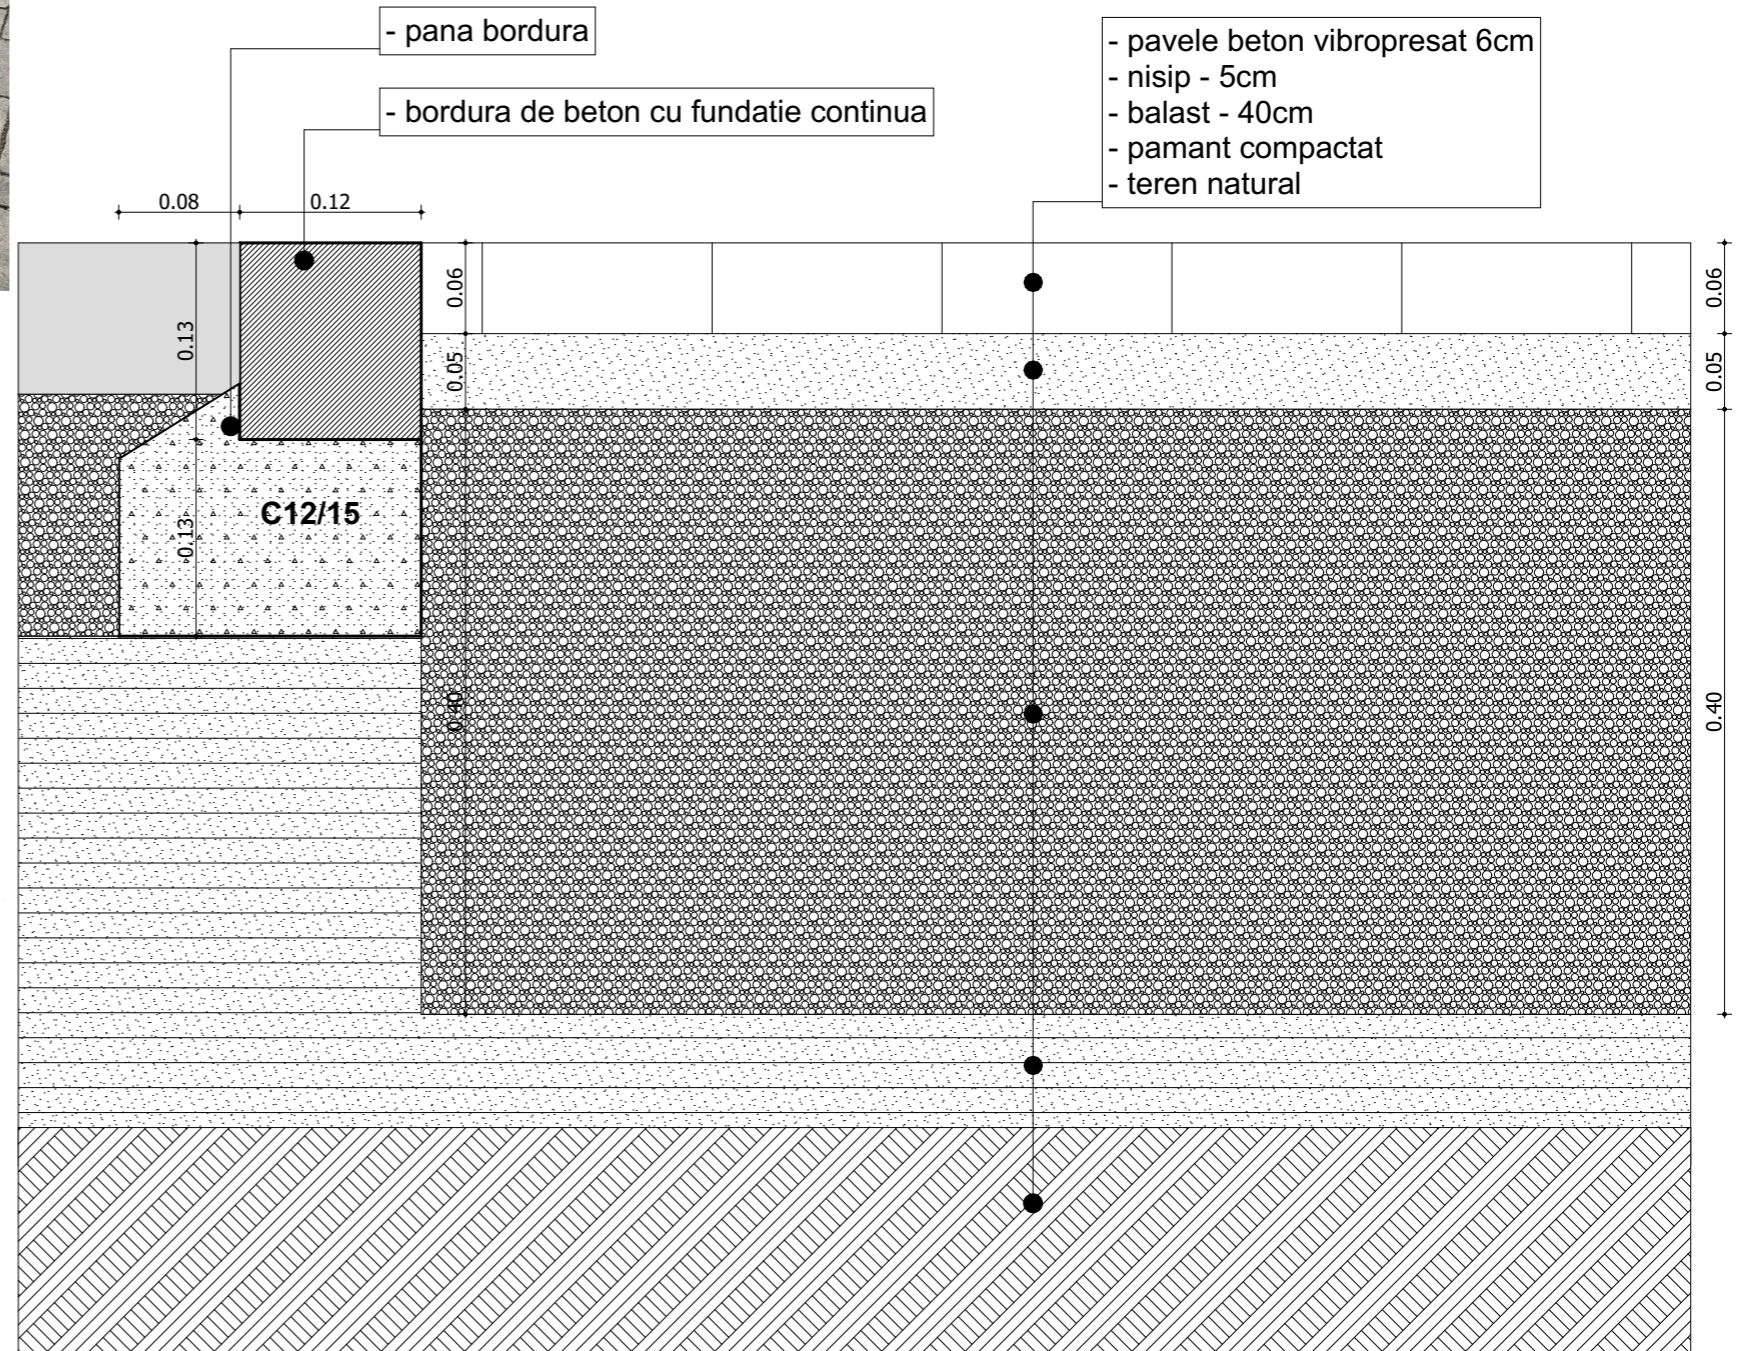 - pana bordura
- bordura de beton cu fundatie continua
- pavele beton vibropresat 6cm
- nisip - 5cm
- balast - 40cm
- pamant compactat
- teren natural
0.08
0.12
0.13
0.13
C12/15
0.06
0.05
0.40
0.06
0.05
0.40